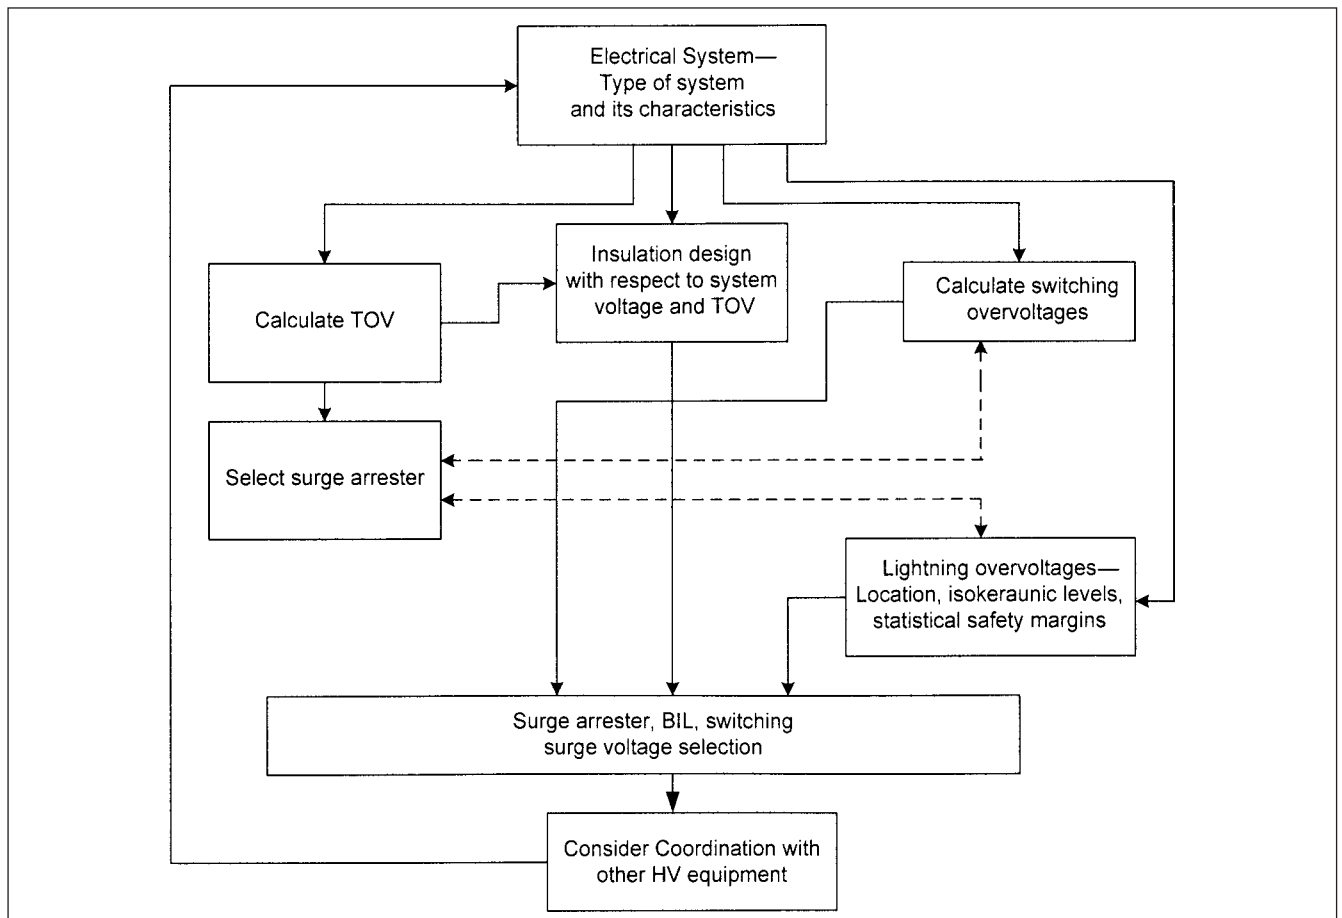 Electrical System—
Type of system
and its characteristics
Insulation design
with respect to system
voltage and TOV
Calculate TOV
Calculate switching
overvoltages
Select surge arrester
Lightning overvoltages—
Location, isokeraunic levels,
statistical safety margins
Surge arrester, BIL, switching
surge voltage selection
Consider Coordination with
other HV equipment